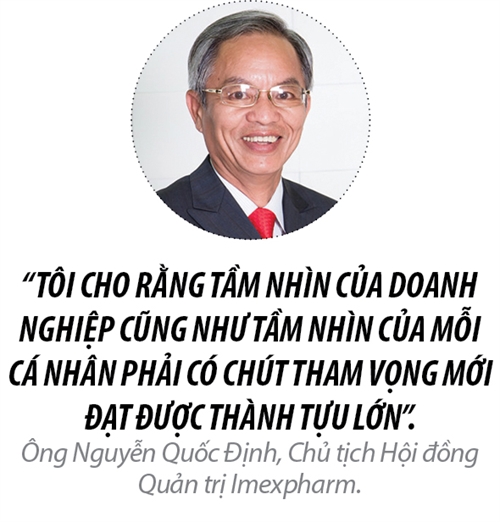 “TÔI CHO RẰNG TẦM NHÌN CỦA DOANH
NGHIỆP CŨNG NHƯ TẦM NHÌN CỦA MỖI
CÁ NHÂN PHẢI CÓ CHÚT THAM VỌNG MỚI
ĐẠT ĐƯỢC THÀNH TỰU LỚN”.
Ông Nguyễn Quốc Định, Chủ tịch Hội đồng
Quản trị Imexpharm.